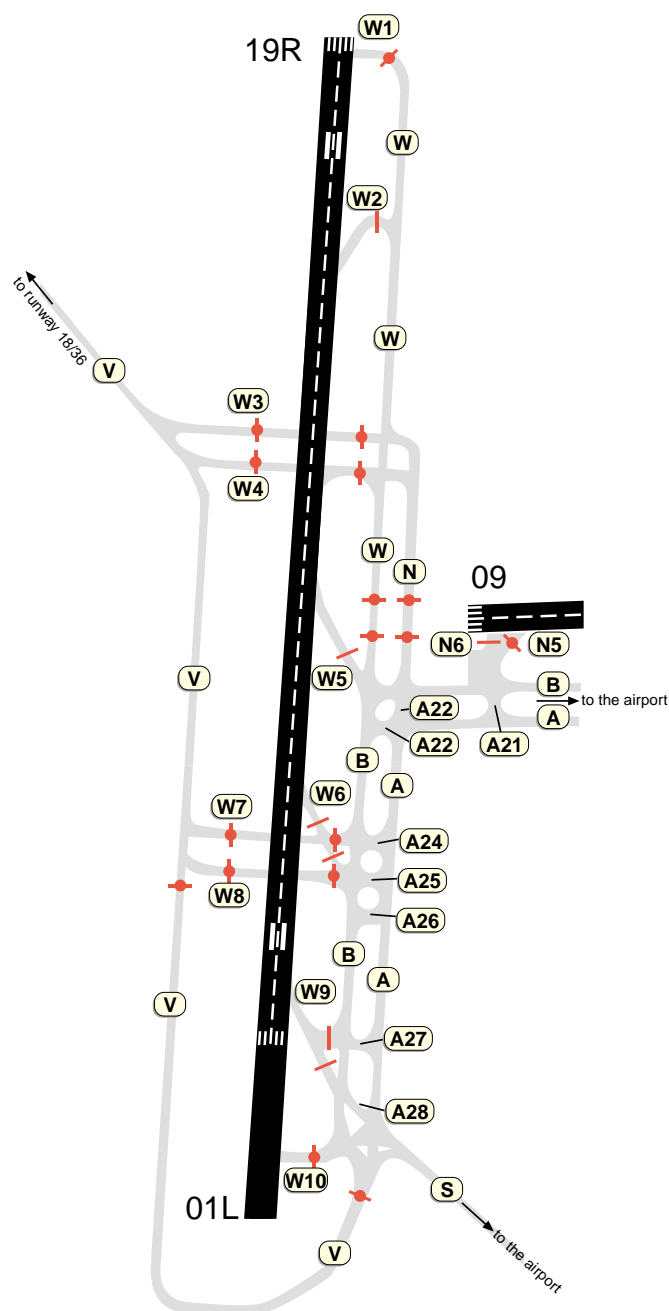 W1
19R
W
W2
to runway 18/36
V
W
W3
W4
W
N
09
N6
N5
W5
V
B
to the airport
A22
A
A21
A22
B
A
W6
W7
A24
A25
W8
A26
B
A
W9
V
A27
A28
W10
S
01L
to the airport
V